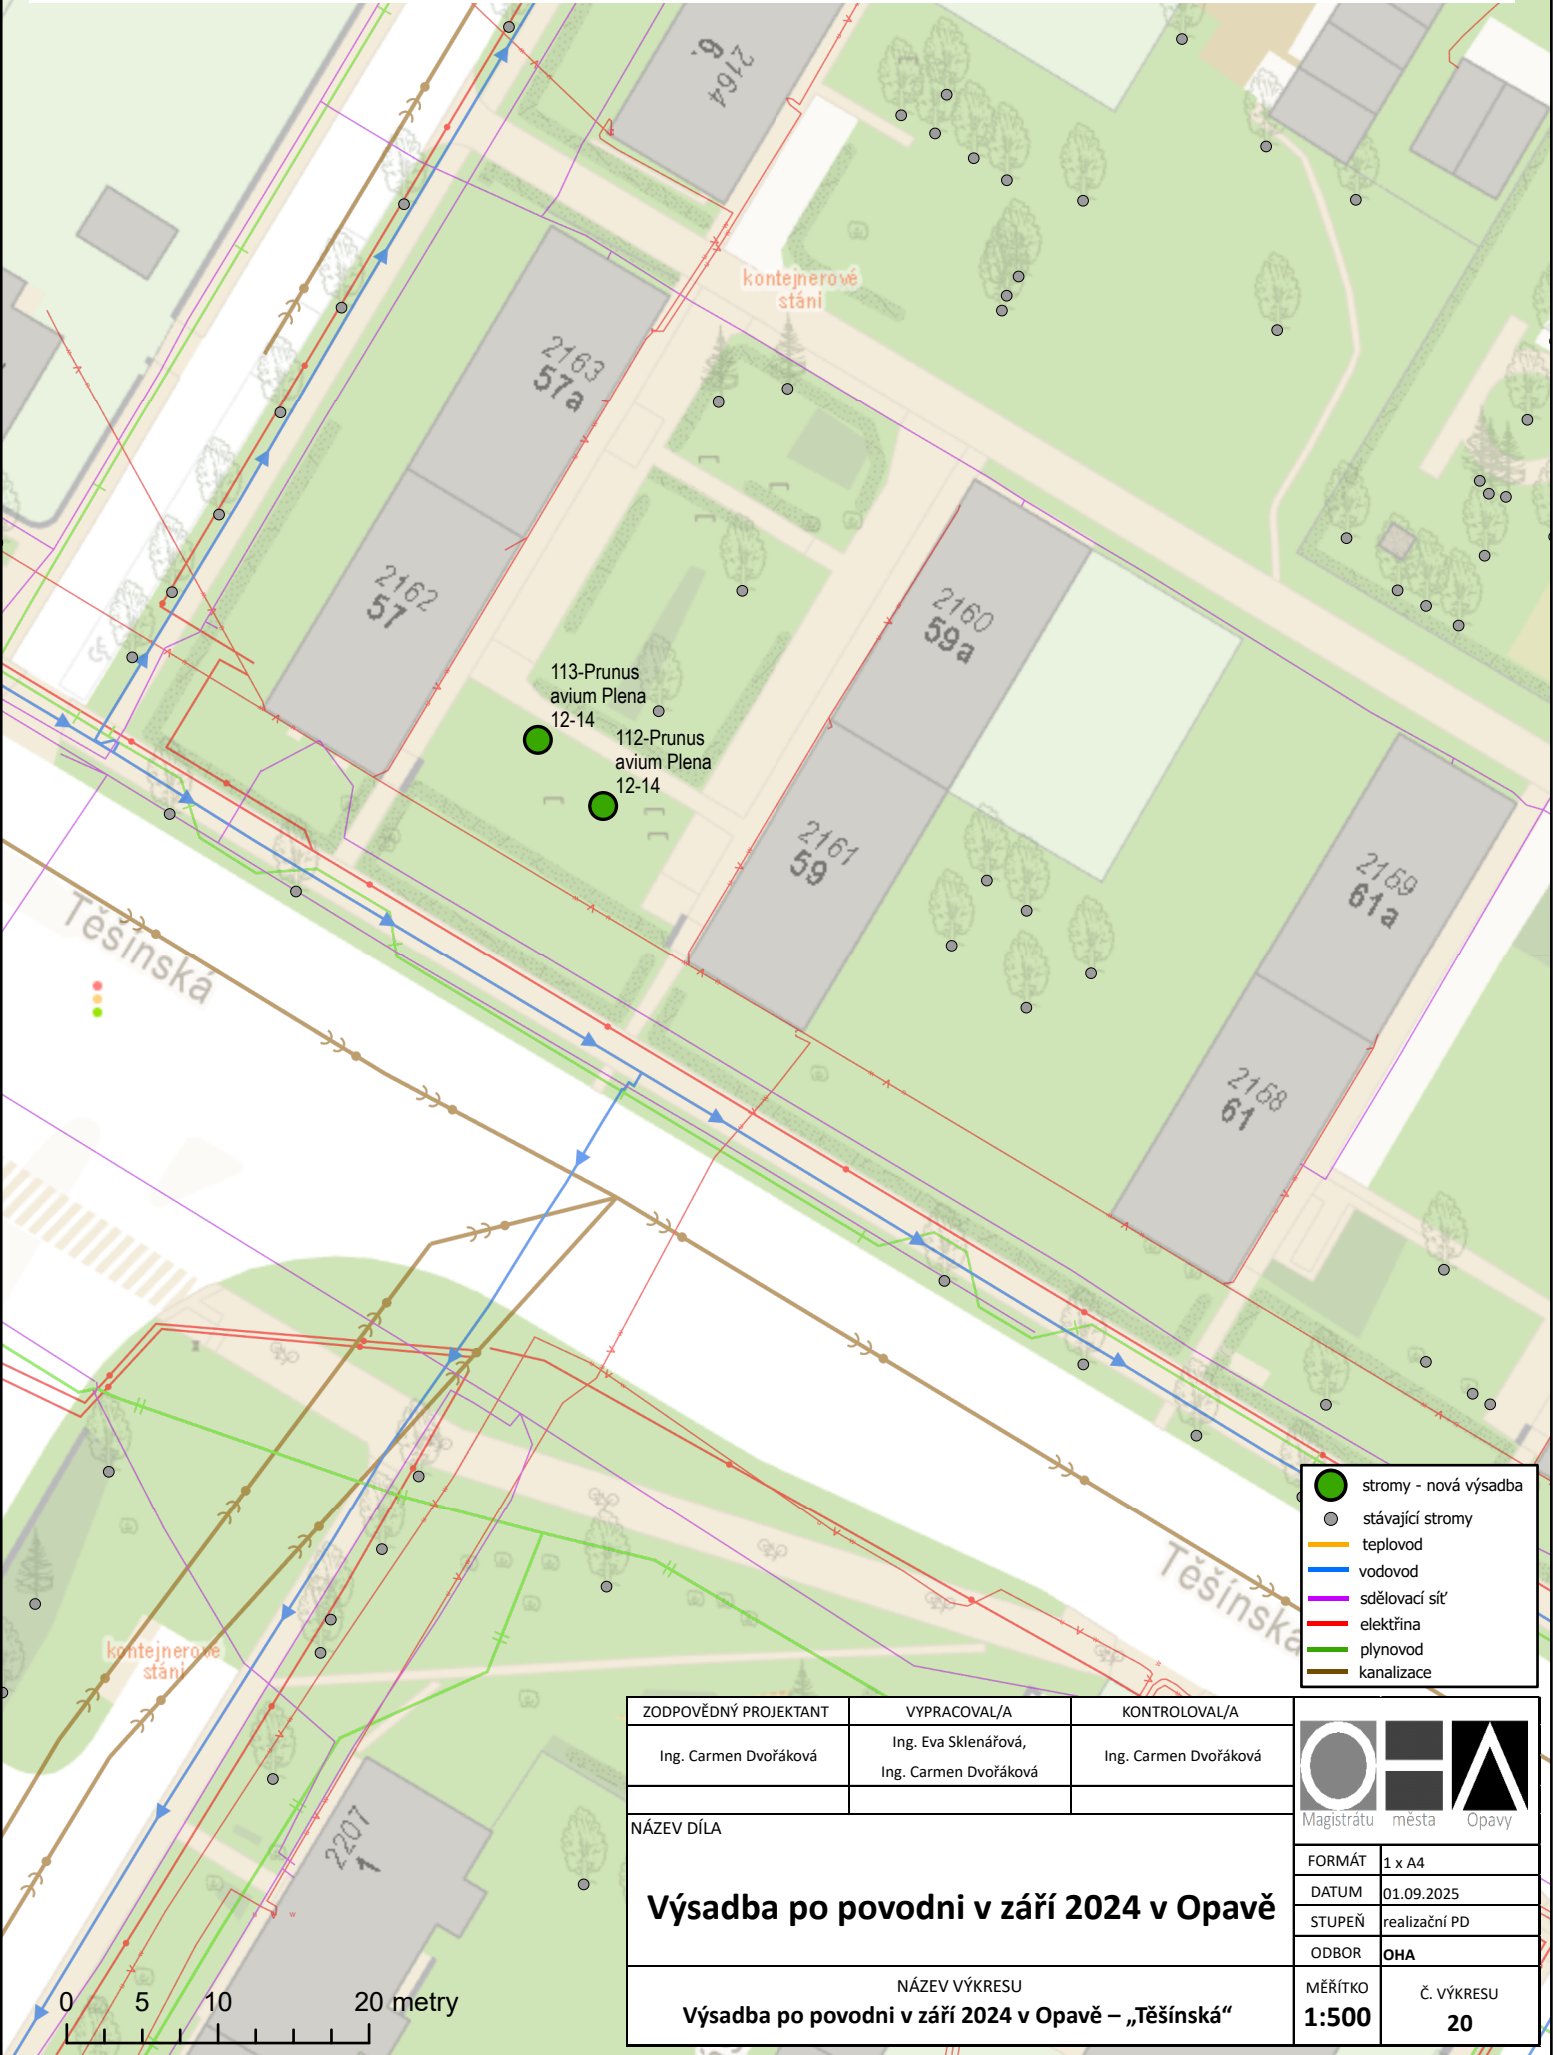 2164
kontejnerové
stání
2163
57a
2162
57
2160
59a
113-Prunus
avium Plena
12-14
112-Prunus
avium Plena
12-14
2161
59
2169
61a
Těšínská
2168
61
Těšínská
kontejnerové
stání
2207
1
0 5 10 20 metry
stromy - nová výsadba
stávající stromy
teplovod
vodovod
sdělovací síť
elektřina
plynovod
kanalizace
ZODPOVĚDNÝ PROJEKTANT VYPRACOVAL/A KONTROLOVAL/A
Ing. Carmen Dvořáková Ing. Eva Sklenářová, Ing. Carmen Dvořáková
Ing. Carmen Dvořáková
OHA
Magistrátu města Opavy
NÁZEV DÍLA
Výsadba po povodni v září 2024 v Opavě
FORMÁT 1 x A4
DATUM 01.09.2025
STUPEŇ realizační PD
ODBOR OHA
NÁZEV VÝKRESU
Výsadba po povodni v září 2024 v Opavě – „Těšínská“
MĚŘÍTKO
1:500
Č. VÝKRESU
20